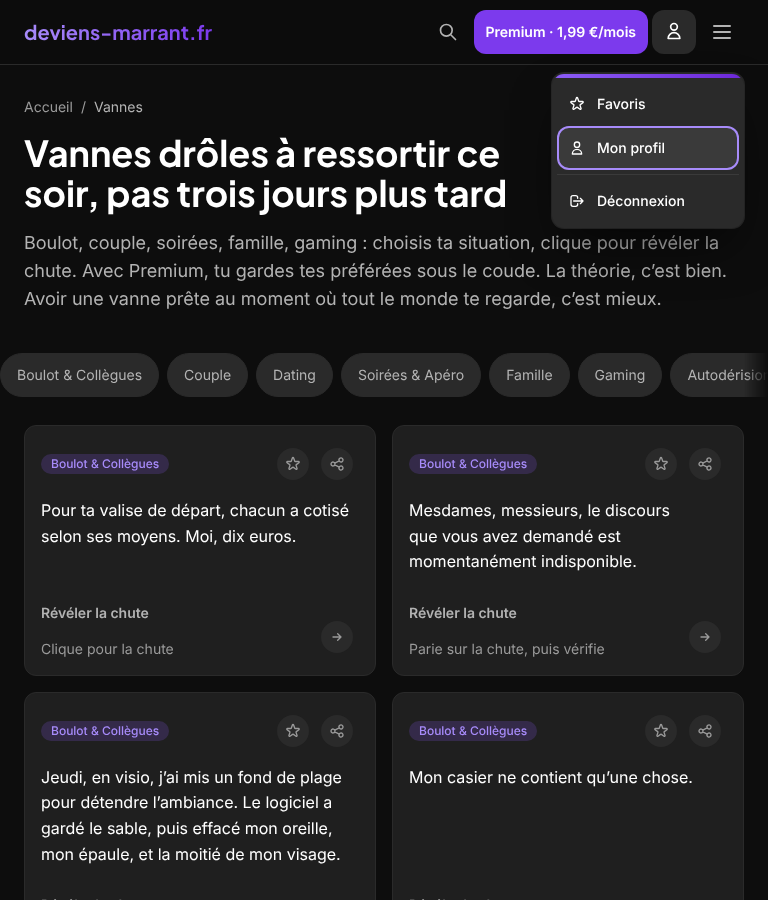 deviens-marrant.fr
Premium · 1,99 €/mois
Favoris
Mon profil
Déconnexion
Accueil / Vannes
Vannes drôles à ressortir ce
soir, pas trois jours plus tard
Boulot, couple, soirées, famille, gaming : choisis ta situation, clique pour révéler la
chute. Avec Premium, tu gardes tes préférées sous le coude. La théorie, c’est bien.
Avoir une vanne prête au moment où tout le monde te regarde, c’est mieux.
Boulot & Collègues
Couple
Dating
Soirées & Apéro
Famille
Gaming
Boulot & Collègues
Pour ta valise de départ, chacun a cotisé
selon ses moyens. Moi, dix euros.
Révéler la chute
Clique pour la chute
Boulot & Collègues
Mesdames, messieurs, le discours
que vous avez demandé est
momentanément indisponible.
Révéler la chute
Parie sur la chute, puis vérifie
Boulot & Collègues
Jeudi, en visio, j’ai mis un fond de plage
pour détendre l’ambiance. Le logiciel a
gardé le sable, puis effacé mon oreille,
mon épaule, et la moitié de mon visage.
Boulot & Collègues
Mon casier ne contient qu’une chose.